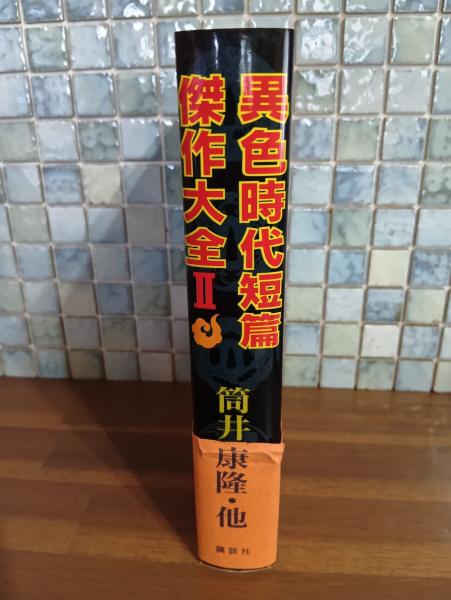 異色時代短篇
傑作大全Ⅱ
筒井康隆・他
講談社